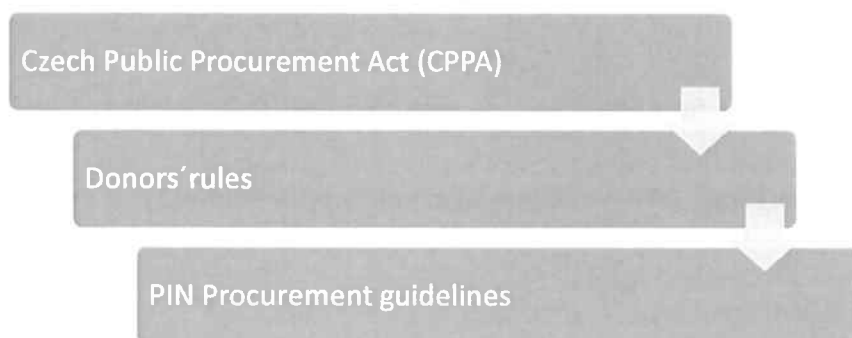 Czech Public Procurement Act (CPPA)
Donors´rules
PIN Procurement guidelines